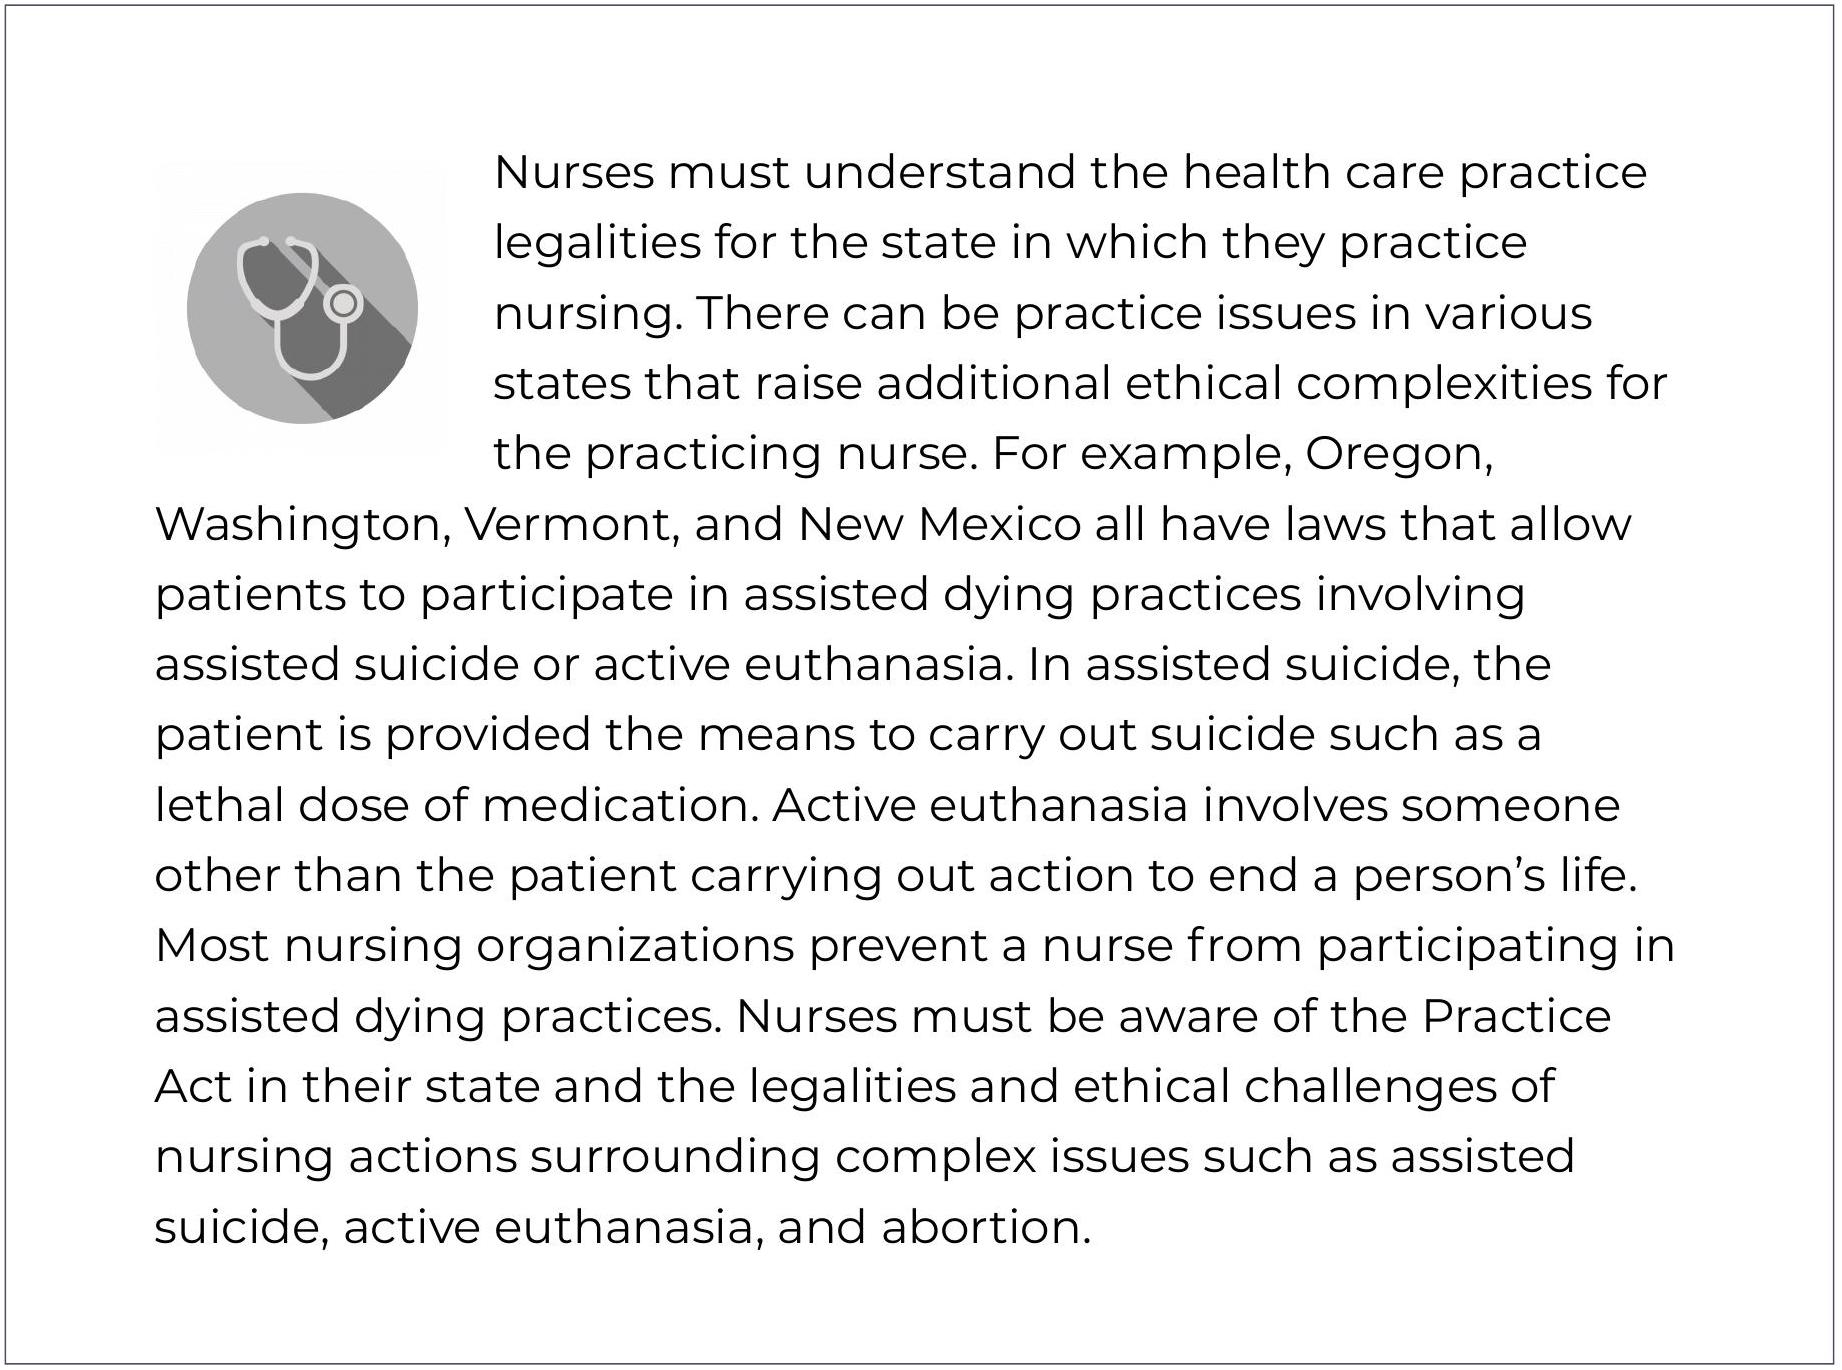 Nurses must understand the health care practice
legalities for the state in which they practice
nursing. There can be practice issues in various
states that raise additional ethical complexities for
the practicing nurse. For example, Oregon,
Washington, Vermont, and New Mexico all have laws that allow
patients to participate in assisted dying practices involving
assisted suicide or active euthanasia. In assisted suicide, the
patient is provided the means to carry out suicide such as a
lethal dose of medication. Active euthanasia involves someone
other than the patient carrying out action to end a person’s life.
Most nursing organizations prevent a nurse from participating in
assisted dying practices. Nurses must be aware of the Practice
Act in their state and the legalities and ethical challenges of
nursing actions surrounding complex issues such as assisted
suicide, active euthanasia, and abortion.